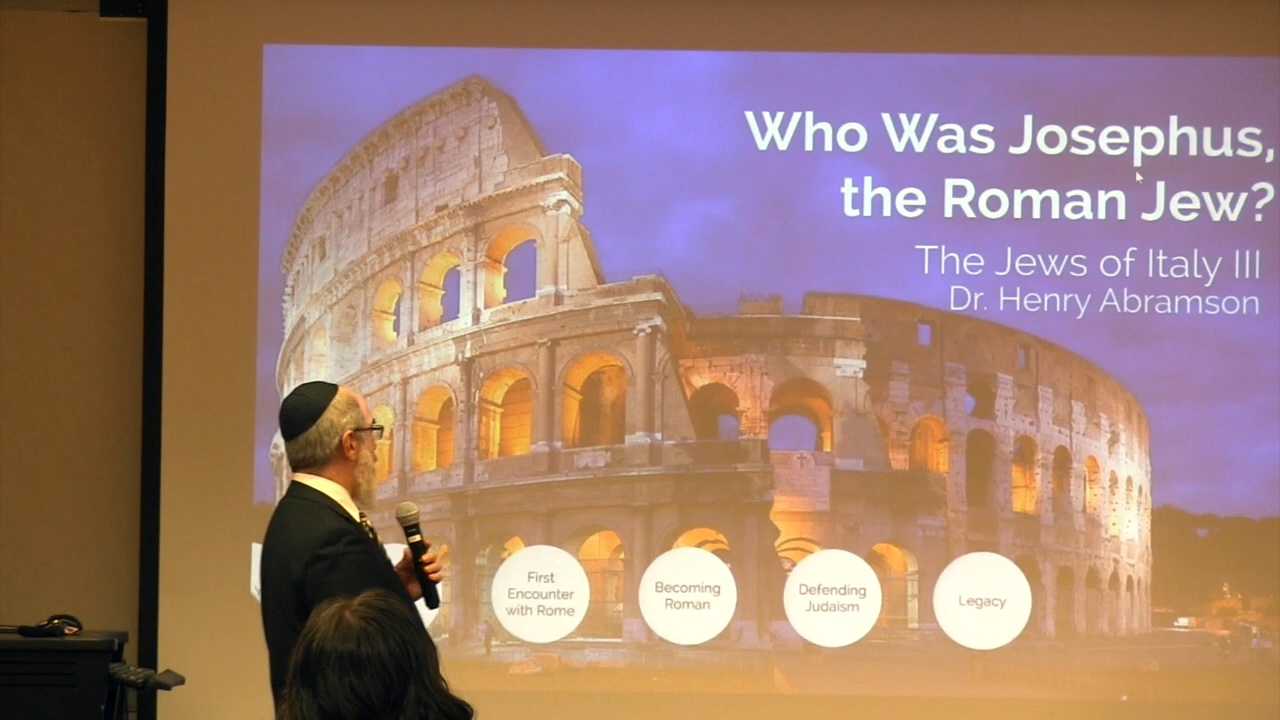 Who Was Josephus,
the Roman Jew?
The Jews of Italy III
Dr. Henry Abramson
First
Encounter
with Rome
Becoming
Roman
Defending
Judaism
Legacy